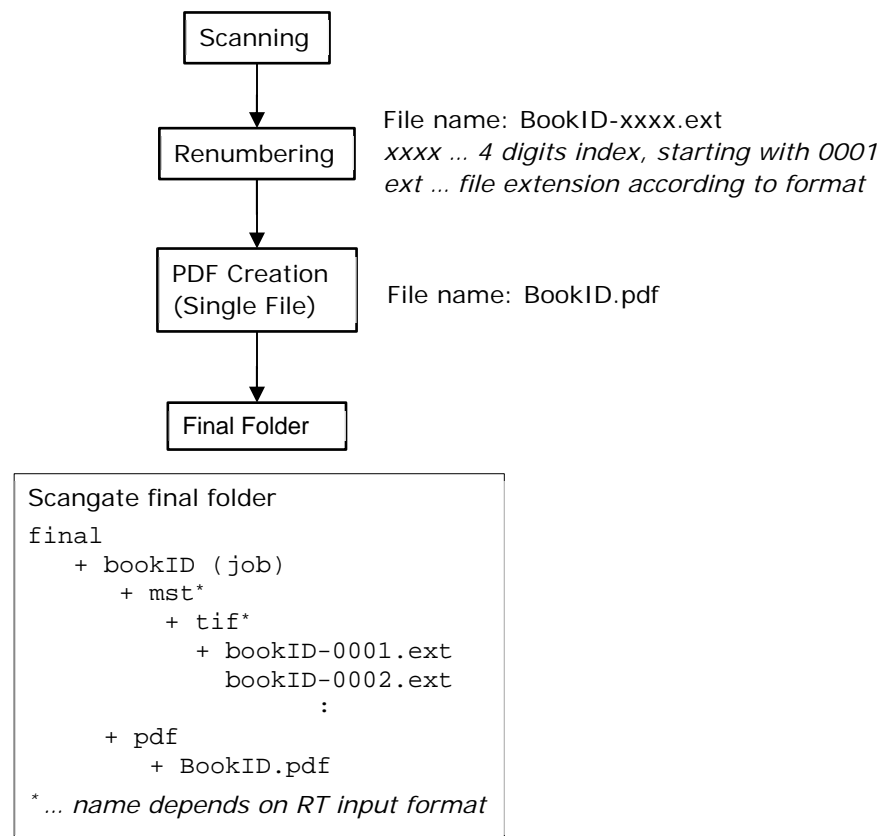 Scanning
Renumbering
File name: BookID-xxxx.ext
xxxx ... 4 digits index, starting with 0001
ext ... file extension according to format
PDF Creation
(Single File)
File name: BookID.pdf
Final Folder
Scangate final folder
final
+ bookID (job)
+ mst*
+ tif*
+ bookID-0001.ext
bookID-0002.ext
:
+ pdf
+ BookID.pdf
* ... name depends on RT input format